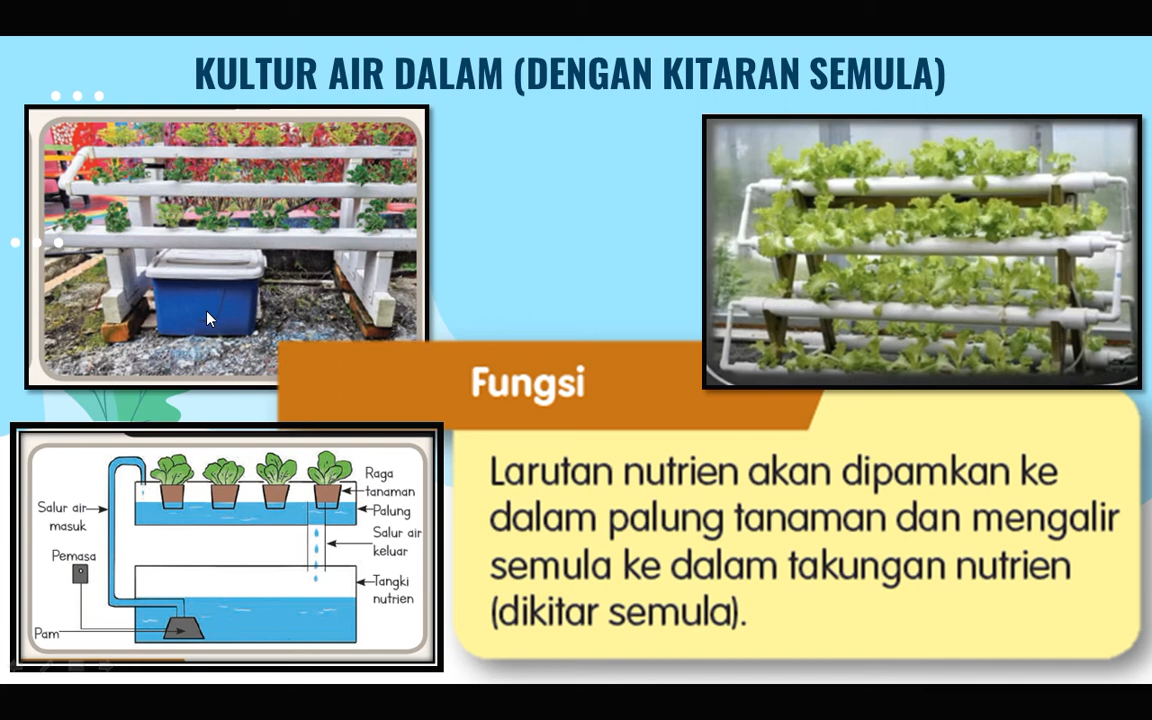 KULTUR AIR DALAM (DENGAN KITARAN SEMULA)
Fungsi
Larutan nutrien akan dipamkan ke
dalam palung tanaman dan mengalir
semula ke dalam takungan nutrien
(dikitar semula).
Raga
tanaman
Palung
Salur air
masuk
Salur air
keluar
Pemasa
Tangki
nutrien
Pam